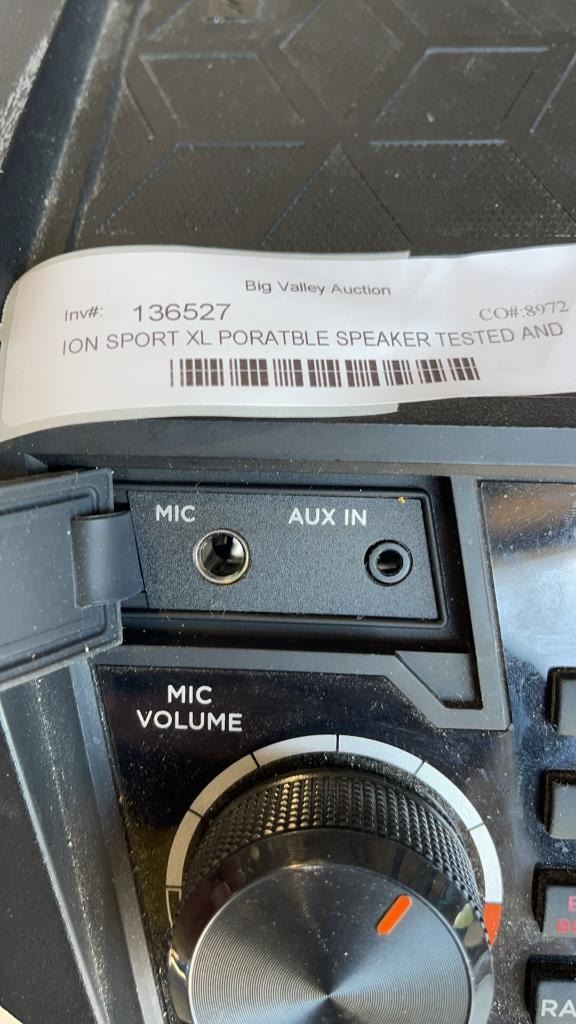 Big Valley Auction
Inv#: 136527 CO#:8972
ION SPORT XL PORATBLE SPEAKER TESTED AND
MIC AUX IN
MIC
VOLUME